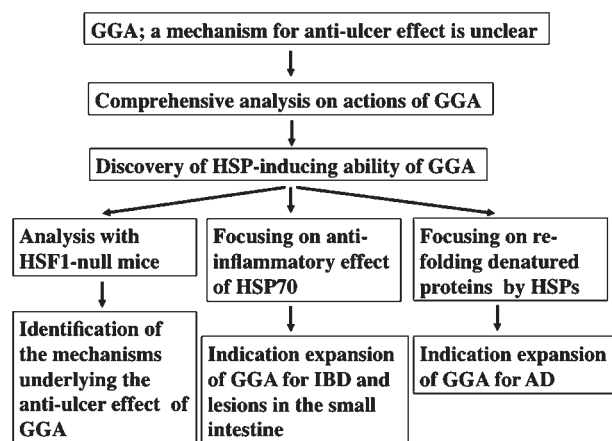 GGA; a mechanism for anti-ulcer effect is unclear
Comprehensive analysis on actions of GGA
Discovery of HSP-inducing ability of GGA
Analysis with
HSF1-null mice
Focusing on anti-
inflammatory effect
of HSP70
Focusing on re-
folding denatured
proteins by HSPs
Identification of
the mechanisms
underlying the
anti-ulcer effect of
GGA
Indication expansion
of GGA for IBD and
lesions in the small
intestine
Indication expansion
of GGA for AD